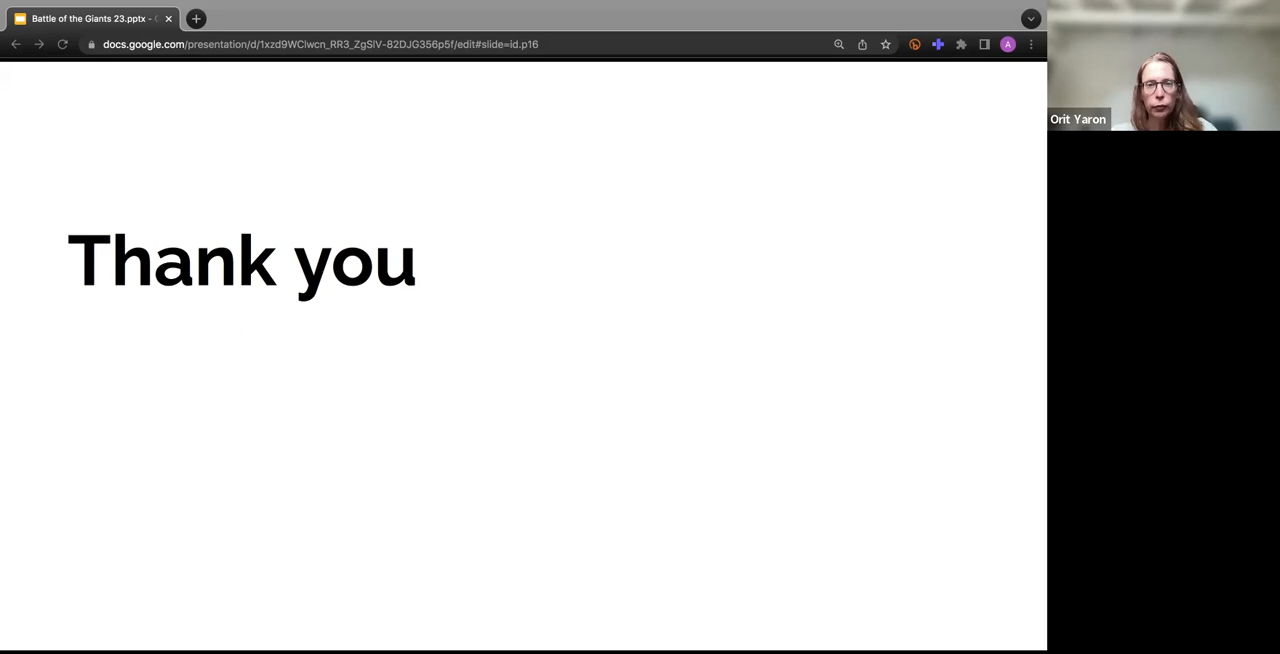 Battle of the Giants 23.pptx -
docs.google.com/presentation/d/1xzd9WClwcn_RR3_ZgSlV-82DJG356p5f/edit#slide=id.p16
A
Orit Yaron
Thank you